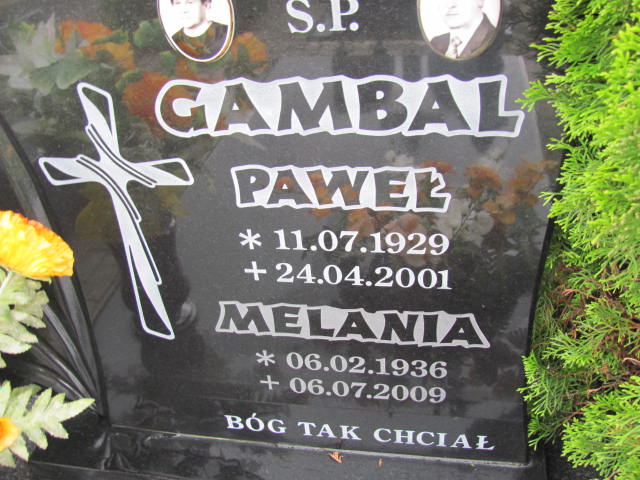 Ś.P.
GAMBAL
PAWEŁ
* 11.07.1929
+ 24.04.2001
MELANIA
* 06.02.1936
+ 06.07.2009
BÓG TAK CHCIAŁ